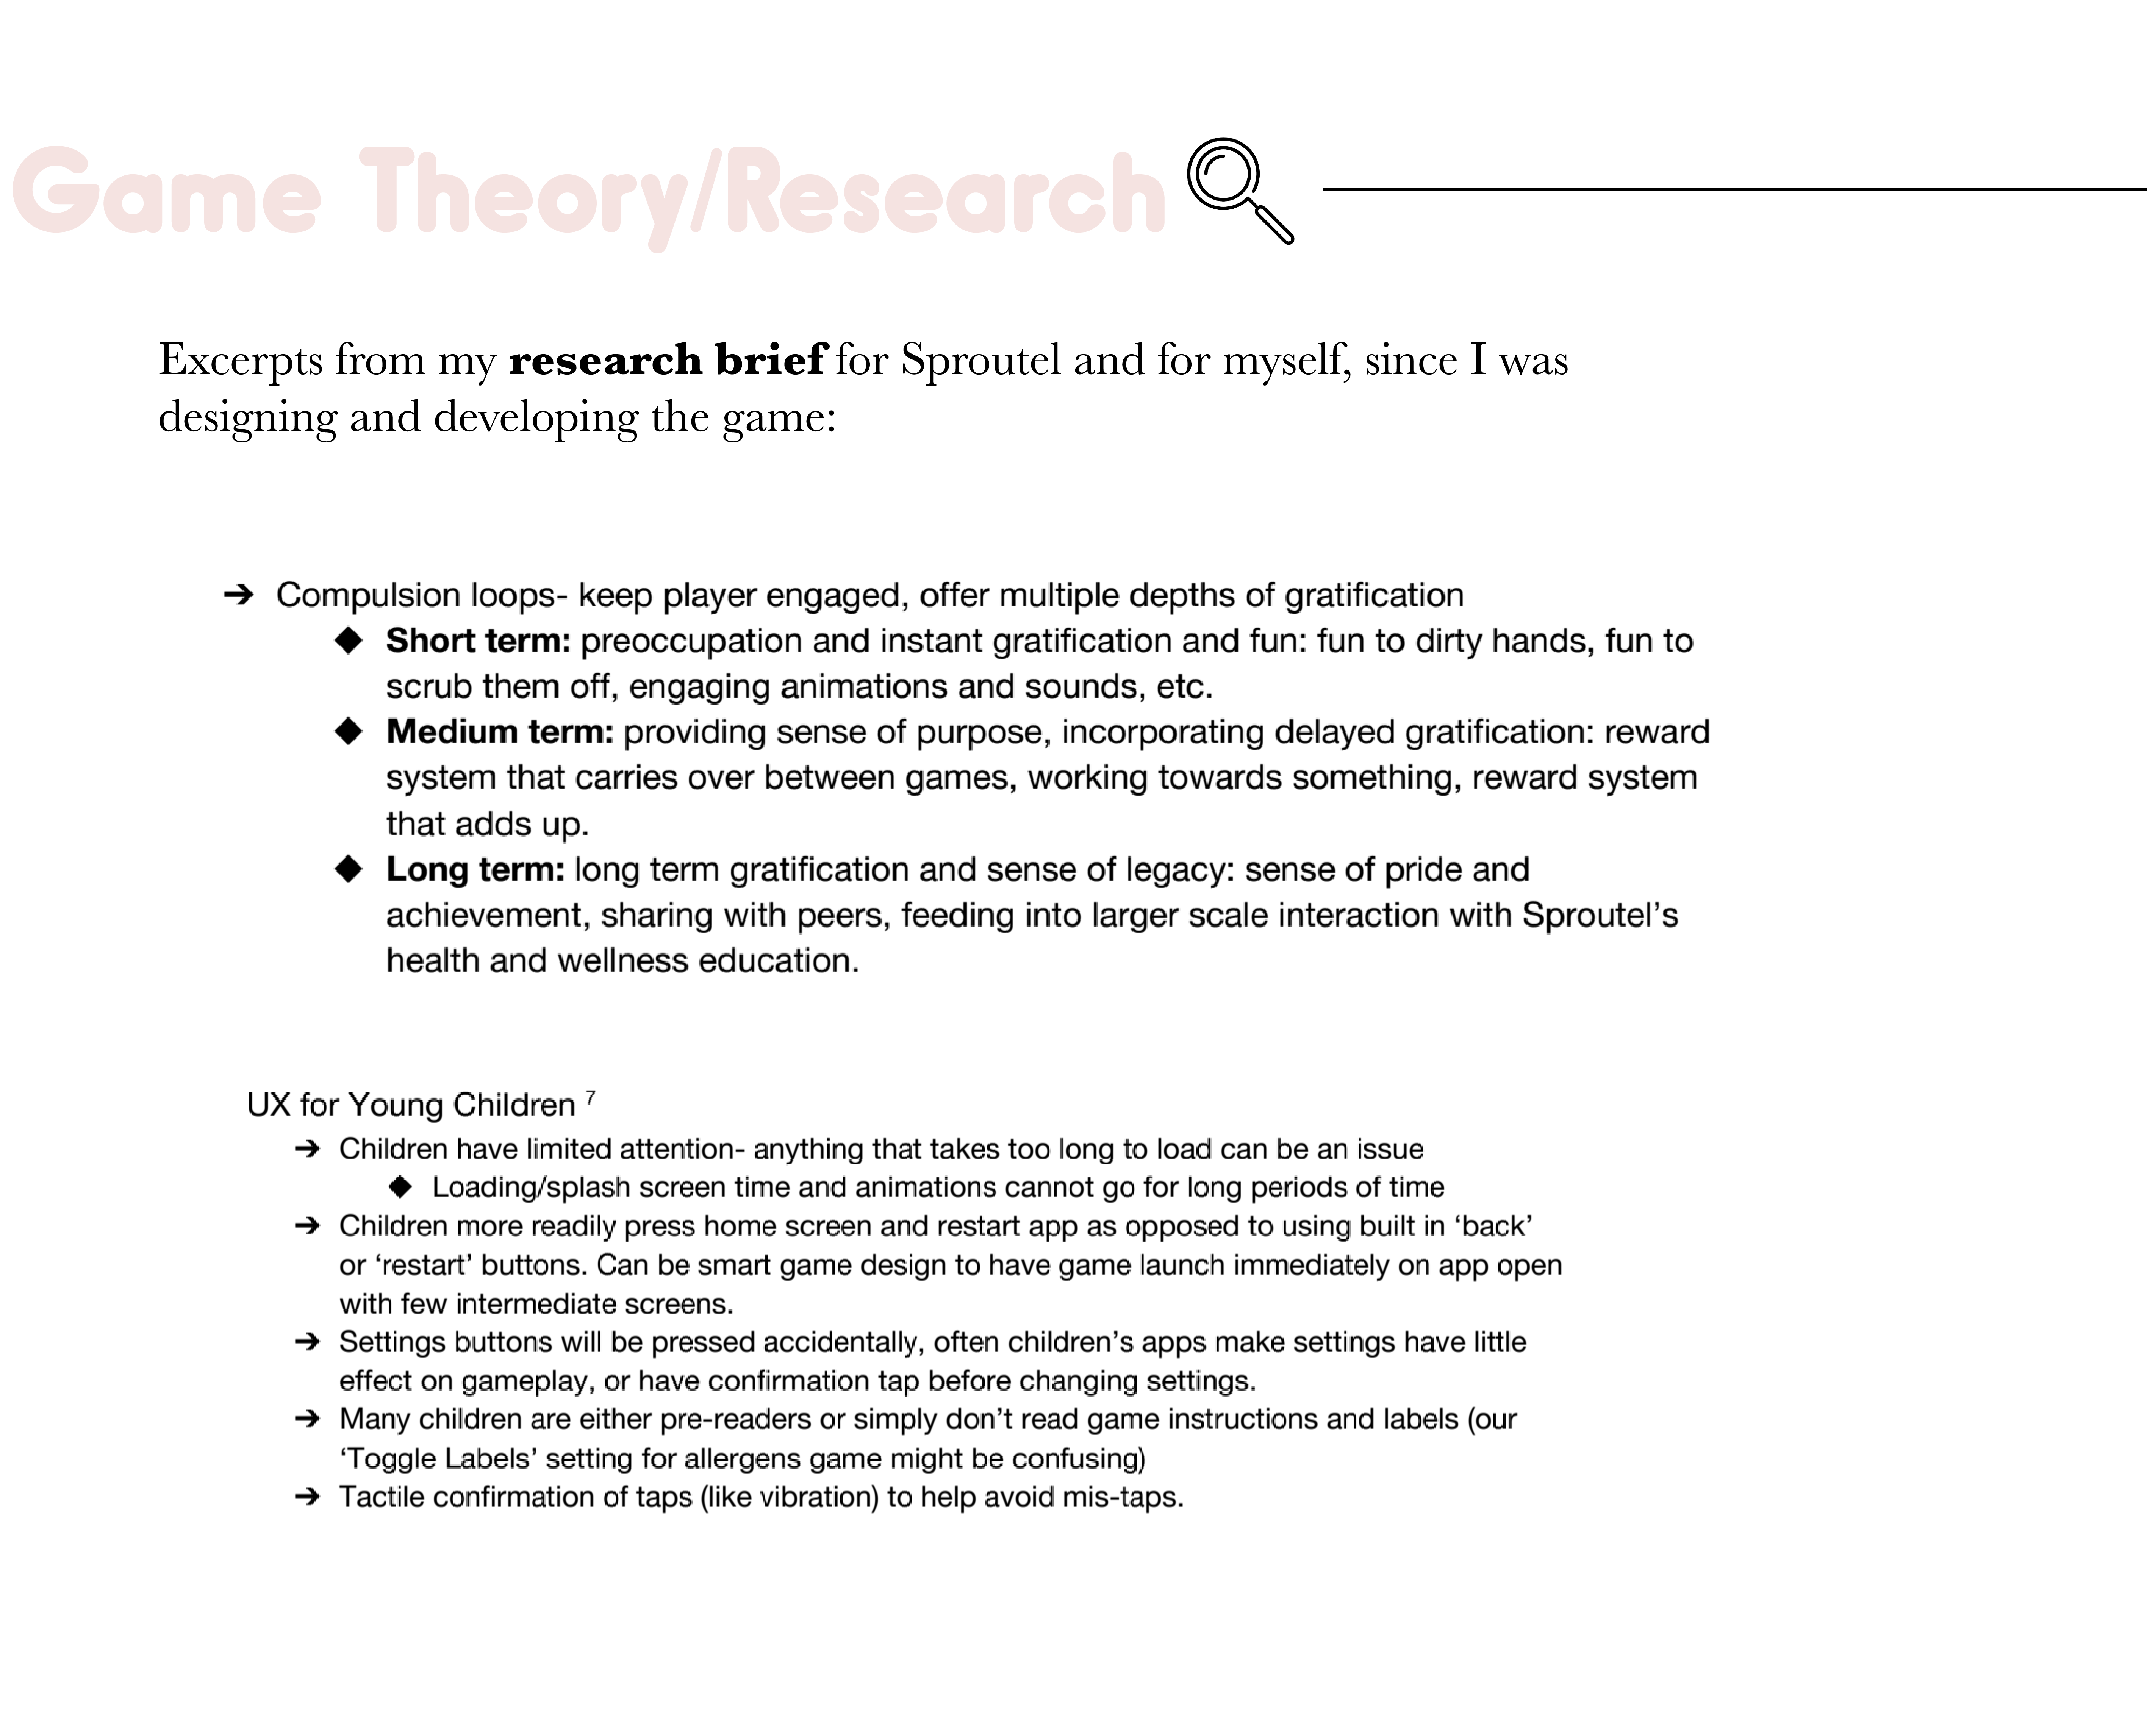 Game Theory/Research
Excerpts from my research brief for Sproutel and for myself, since I was
designing and developing the game:
➔ Compulsion loops- keep player engaged, offer multiple depths of gratification
◆ Short term: preoccupation and instant gratification and fun: fun to dirty hands, fun to
scrub them off, engaging animations and sounds, etc.
◆ Medium term: providing sense of purpose, incorporating delayed gratification: reward
system that carries over between games, working towards something, reward system
that adds up.
◆ Long term: long term gratification and sense of legacy: sense of pride and
achievement, sharing with peers, feeding into larger scale interaction with Sproutel’s
health and wellness education.
UX for Young Children ⁷
➔ Children have limited attention- anything that takes too long to load can be an issue
◆ Loading/splash screen time and animations cannot go for long periods of time
➔ Children more readily press home screen and restart app as opposed to using built in ‘back’
or ‘restart’ buttons. Can be smart game design to have game launch immediately on app open
with few intermediate screens.
➔ Settings buttons will be pressed accidentally, often children’s apps make settings have little
effect on gameplay, or have confirmation tap before changing settings.
➔ Many children are either pre-readers or simply don’t read game instructions and labels (our
‘Toggle Labels’ setting for allergens game might be confusing)
➔ Tactile confirmation of taps (like vibration) to help avoid mis-taps.